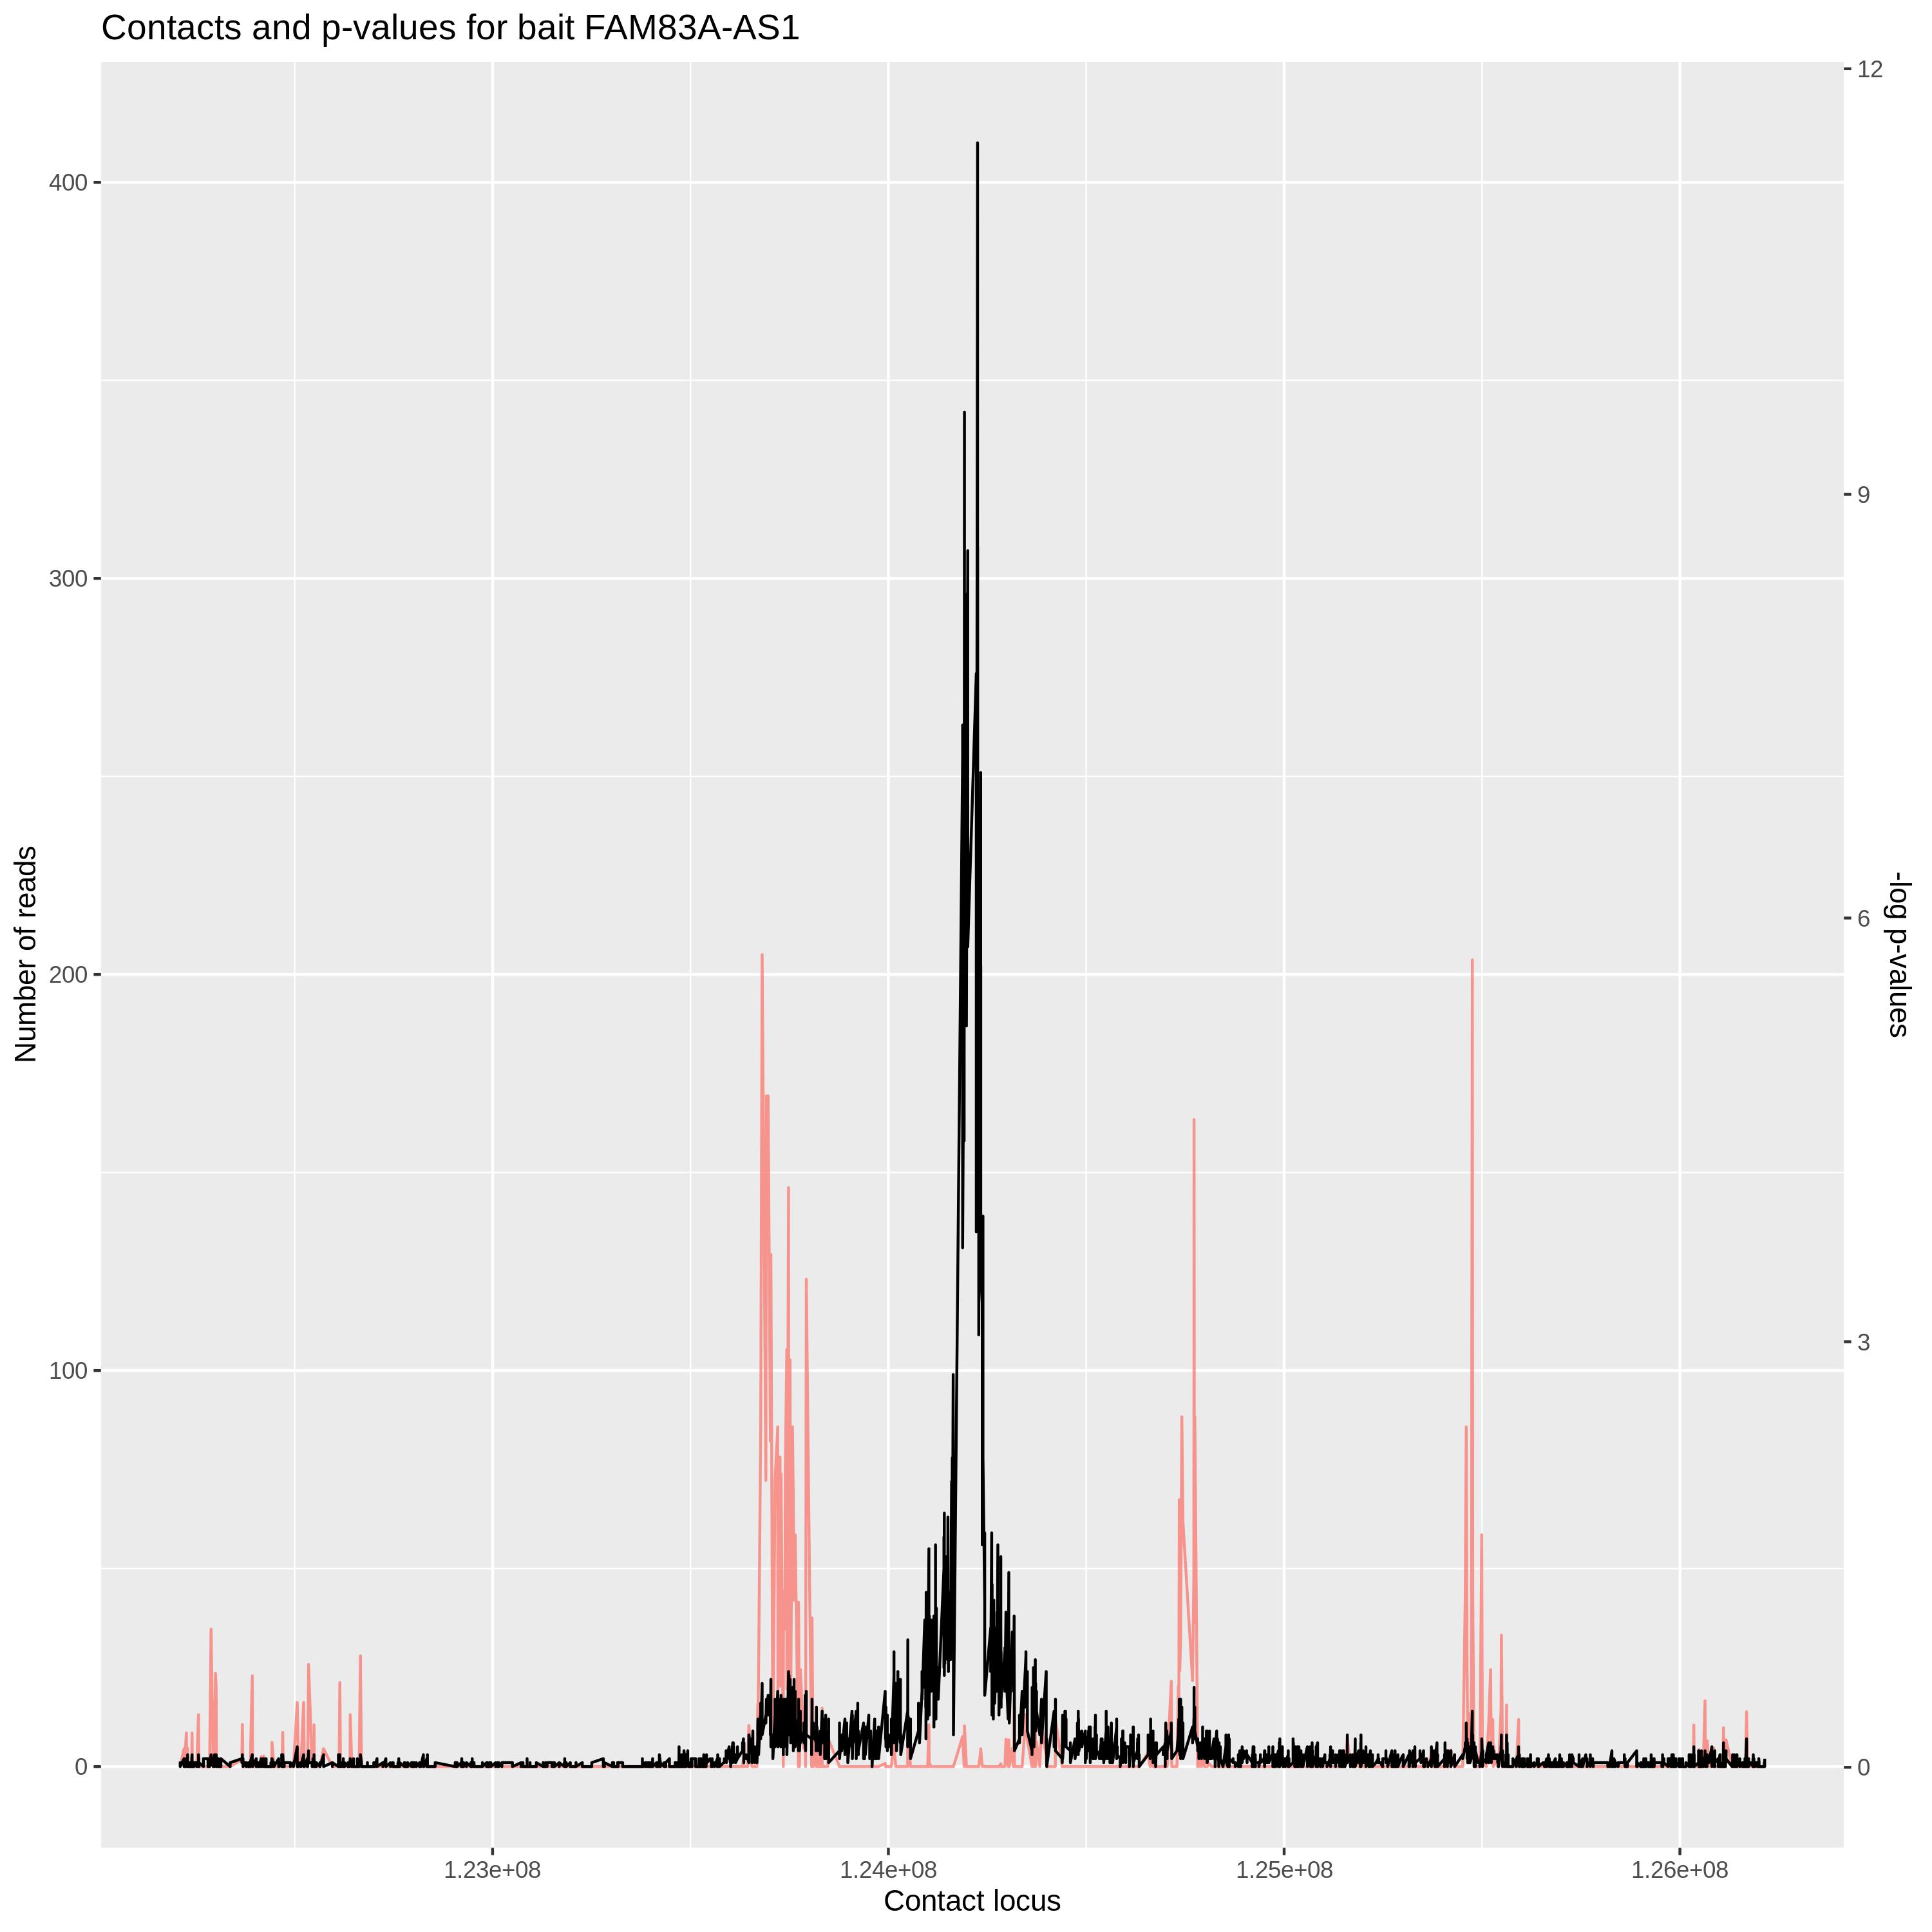 Contacts and p-values for bait FAM83A-AS1
12
400
9
300
6
200
3
100
0
0
Number of reads
-log p-values
1.23e+08
1.24e+08
1.25e+08
1.26e+08
Contact locus